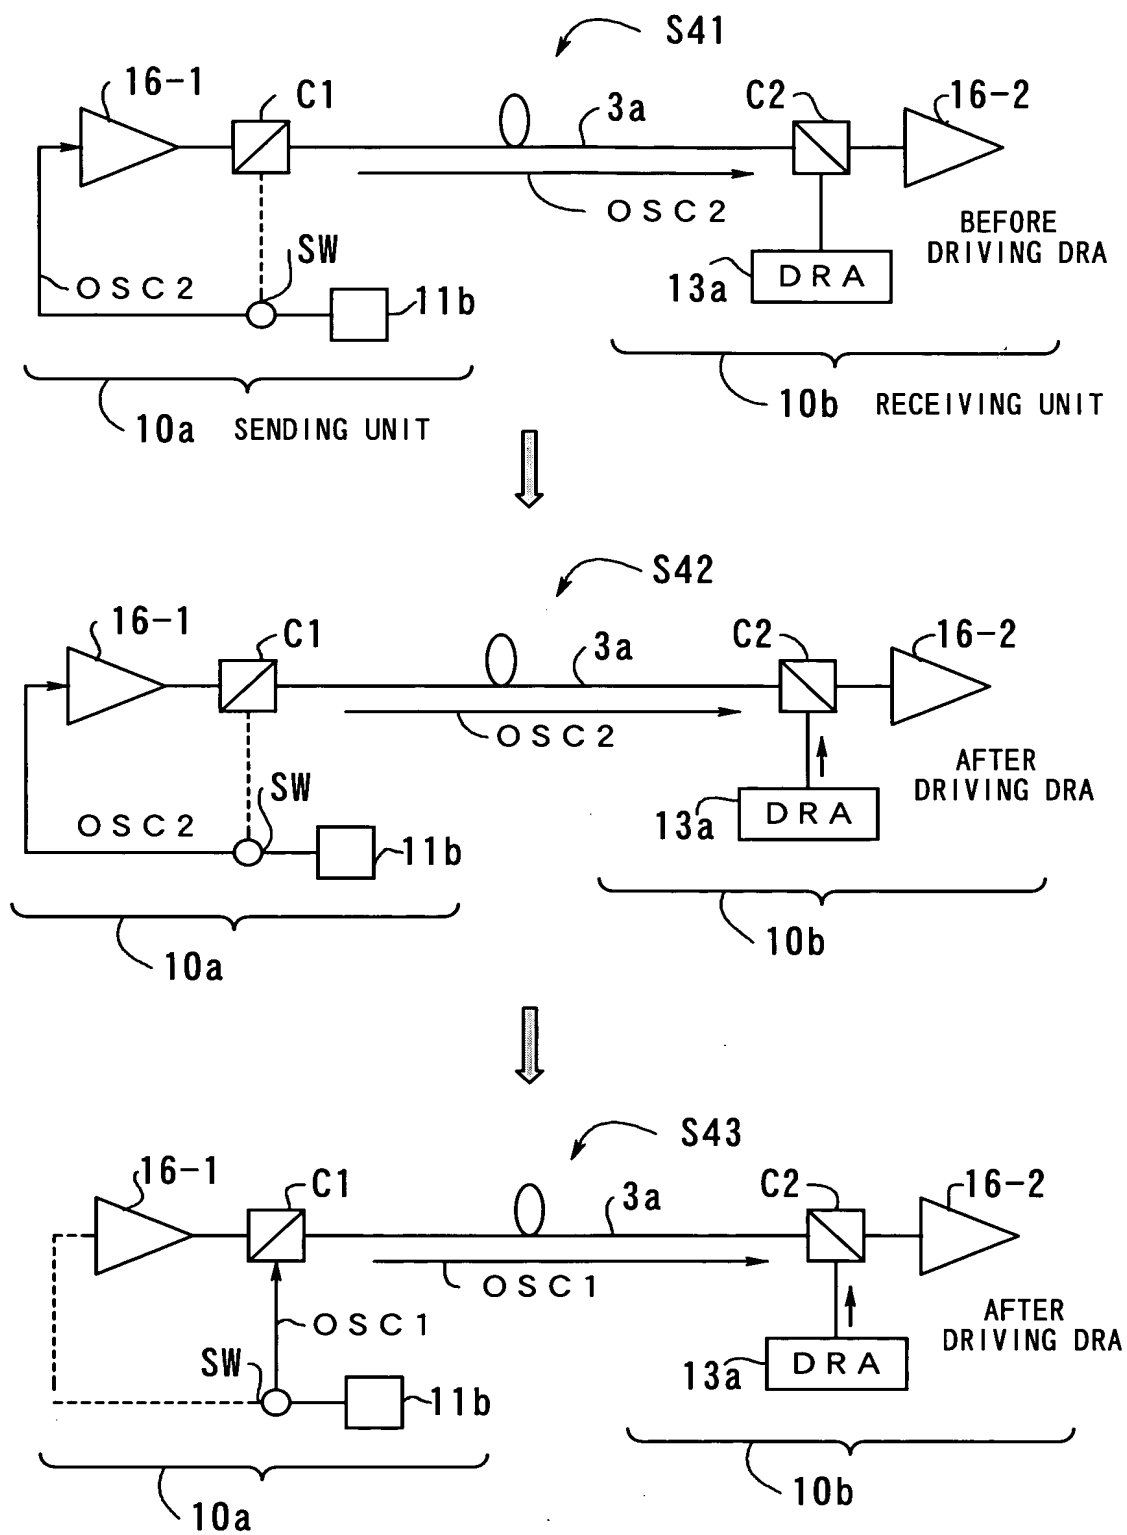 S41
16-1
C1
3a
C2
16-2
OSC2
BEFORE
DRIVING DRA
SW
OSC2
11b
13a
DRA
10a SENDING UNIT
10b RECEIVING UNIT
S42
16-1
C1
3a
C2
16-2
OSC2
AFTER
DRIVING DRA
SW
OSC2
11b
13a
DRA
10a
10b
S43
16-1
C1
3a
C2
16-2
OSC1
OSC1
AFTER
DRIVING DRA
SW
11b
13a
DRA
10a
10b